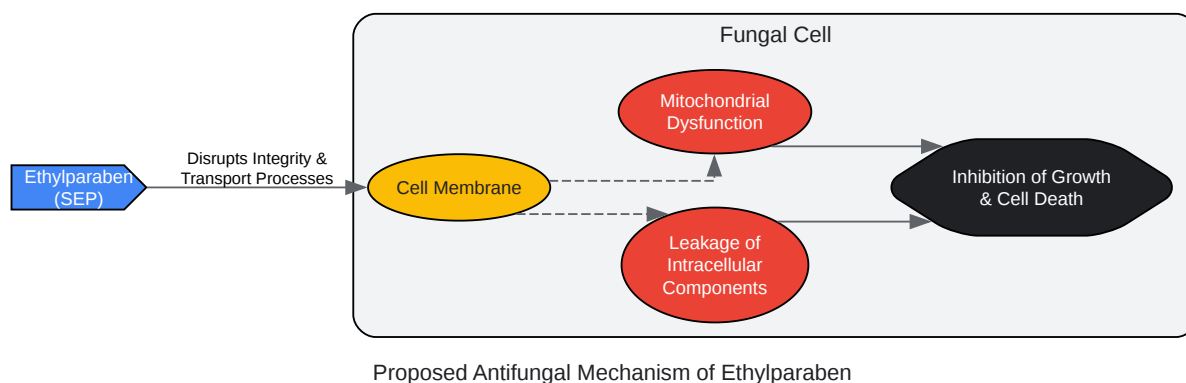 Fungal Cell
Mitochondrial
Dysfunction
Disrupts Integrity &
Transport Processes
Ethylparaben
(SEP)
Cell Membrane
Inhibition of Growth
& Cell Death
Leakage of
Intracellular
Components
Proposed Antifungal Mechanism of Ethylparaben